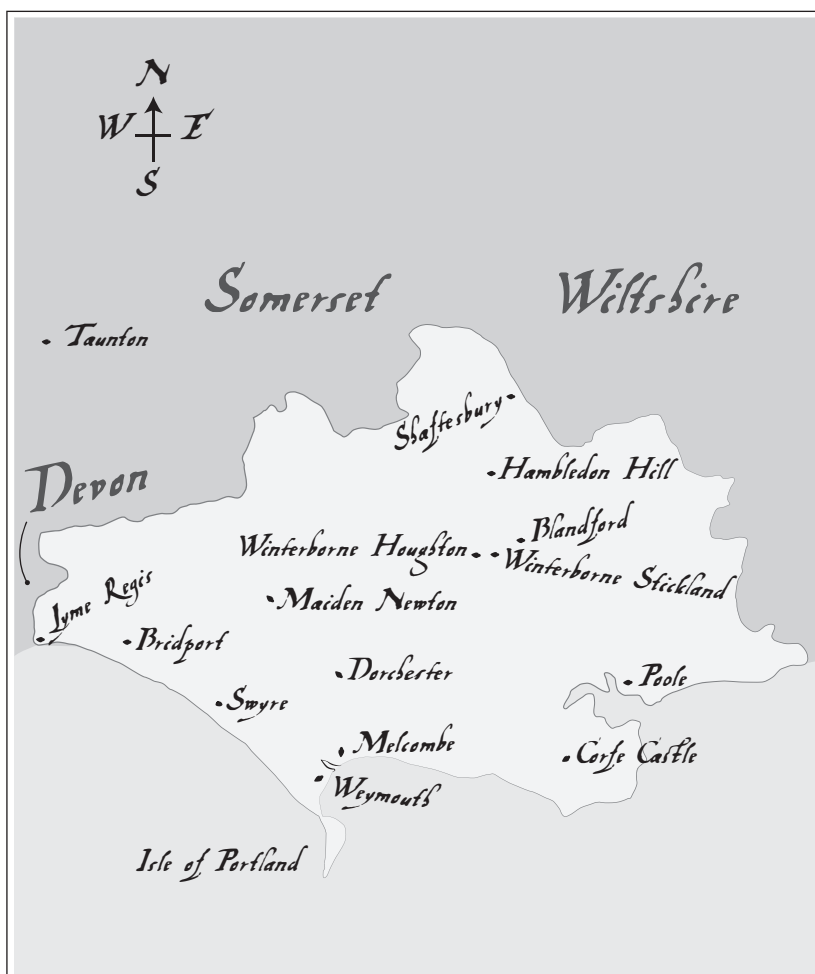 N
W E
S
Somerset
Wiltshire
Taunton
Shaftesbury
Devon
Hambledon Hill
Blandford
Winterborne Houghton
Winterborne Stickland
Lyme Regis
Maiden Newton
Bridport
Dorchester
Poole
Swyre
Melcombe
Corfe Castle
Weymouth
Isle of Portland